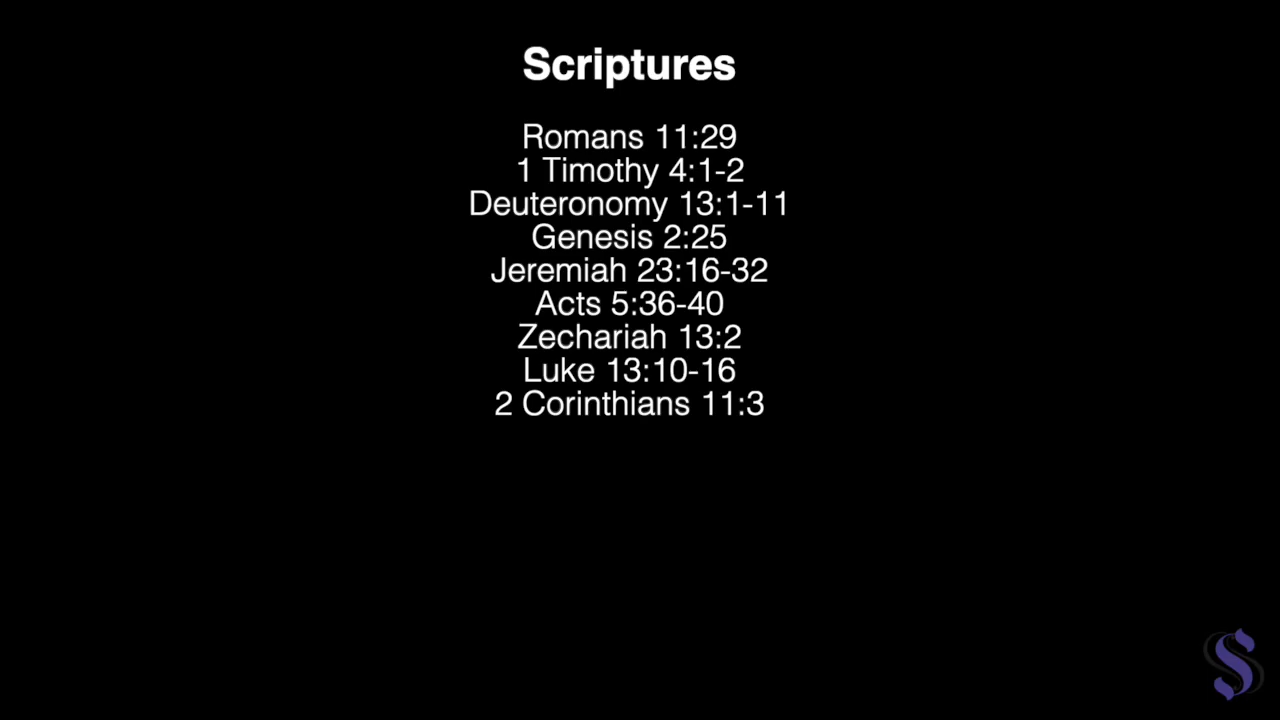 Scriptures
Romans 11:29
1 Timothy 4:1-2
Deuteronomy 13:1-11
Genesis 2:25
Jeremiah 23:16-32
Acts 5:36-40
Zechariah 13:2
Luke 13:10-16
2 Corinthians 11:3
S